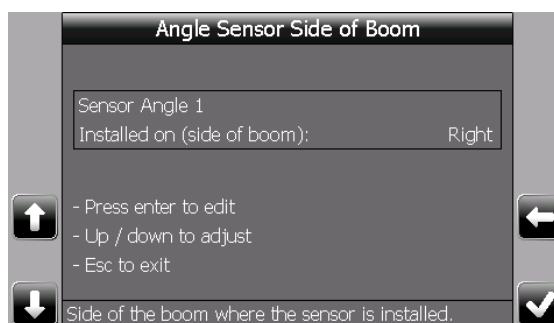 Angle Sensor Side of Boom
Sensor Angle 1
Installed on (side of boom): Right
- Press enter to edit
- Up / down to adjust
- Esc to exit
Side of the boom where the sensor is installed.